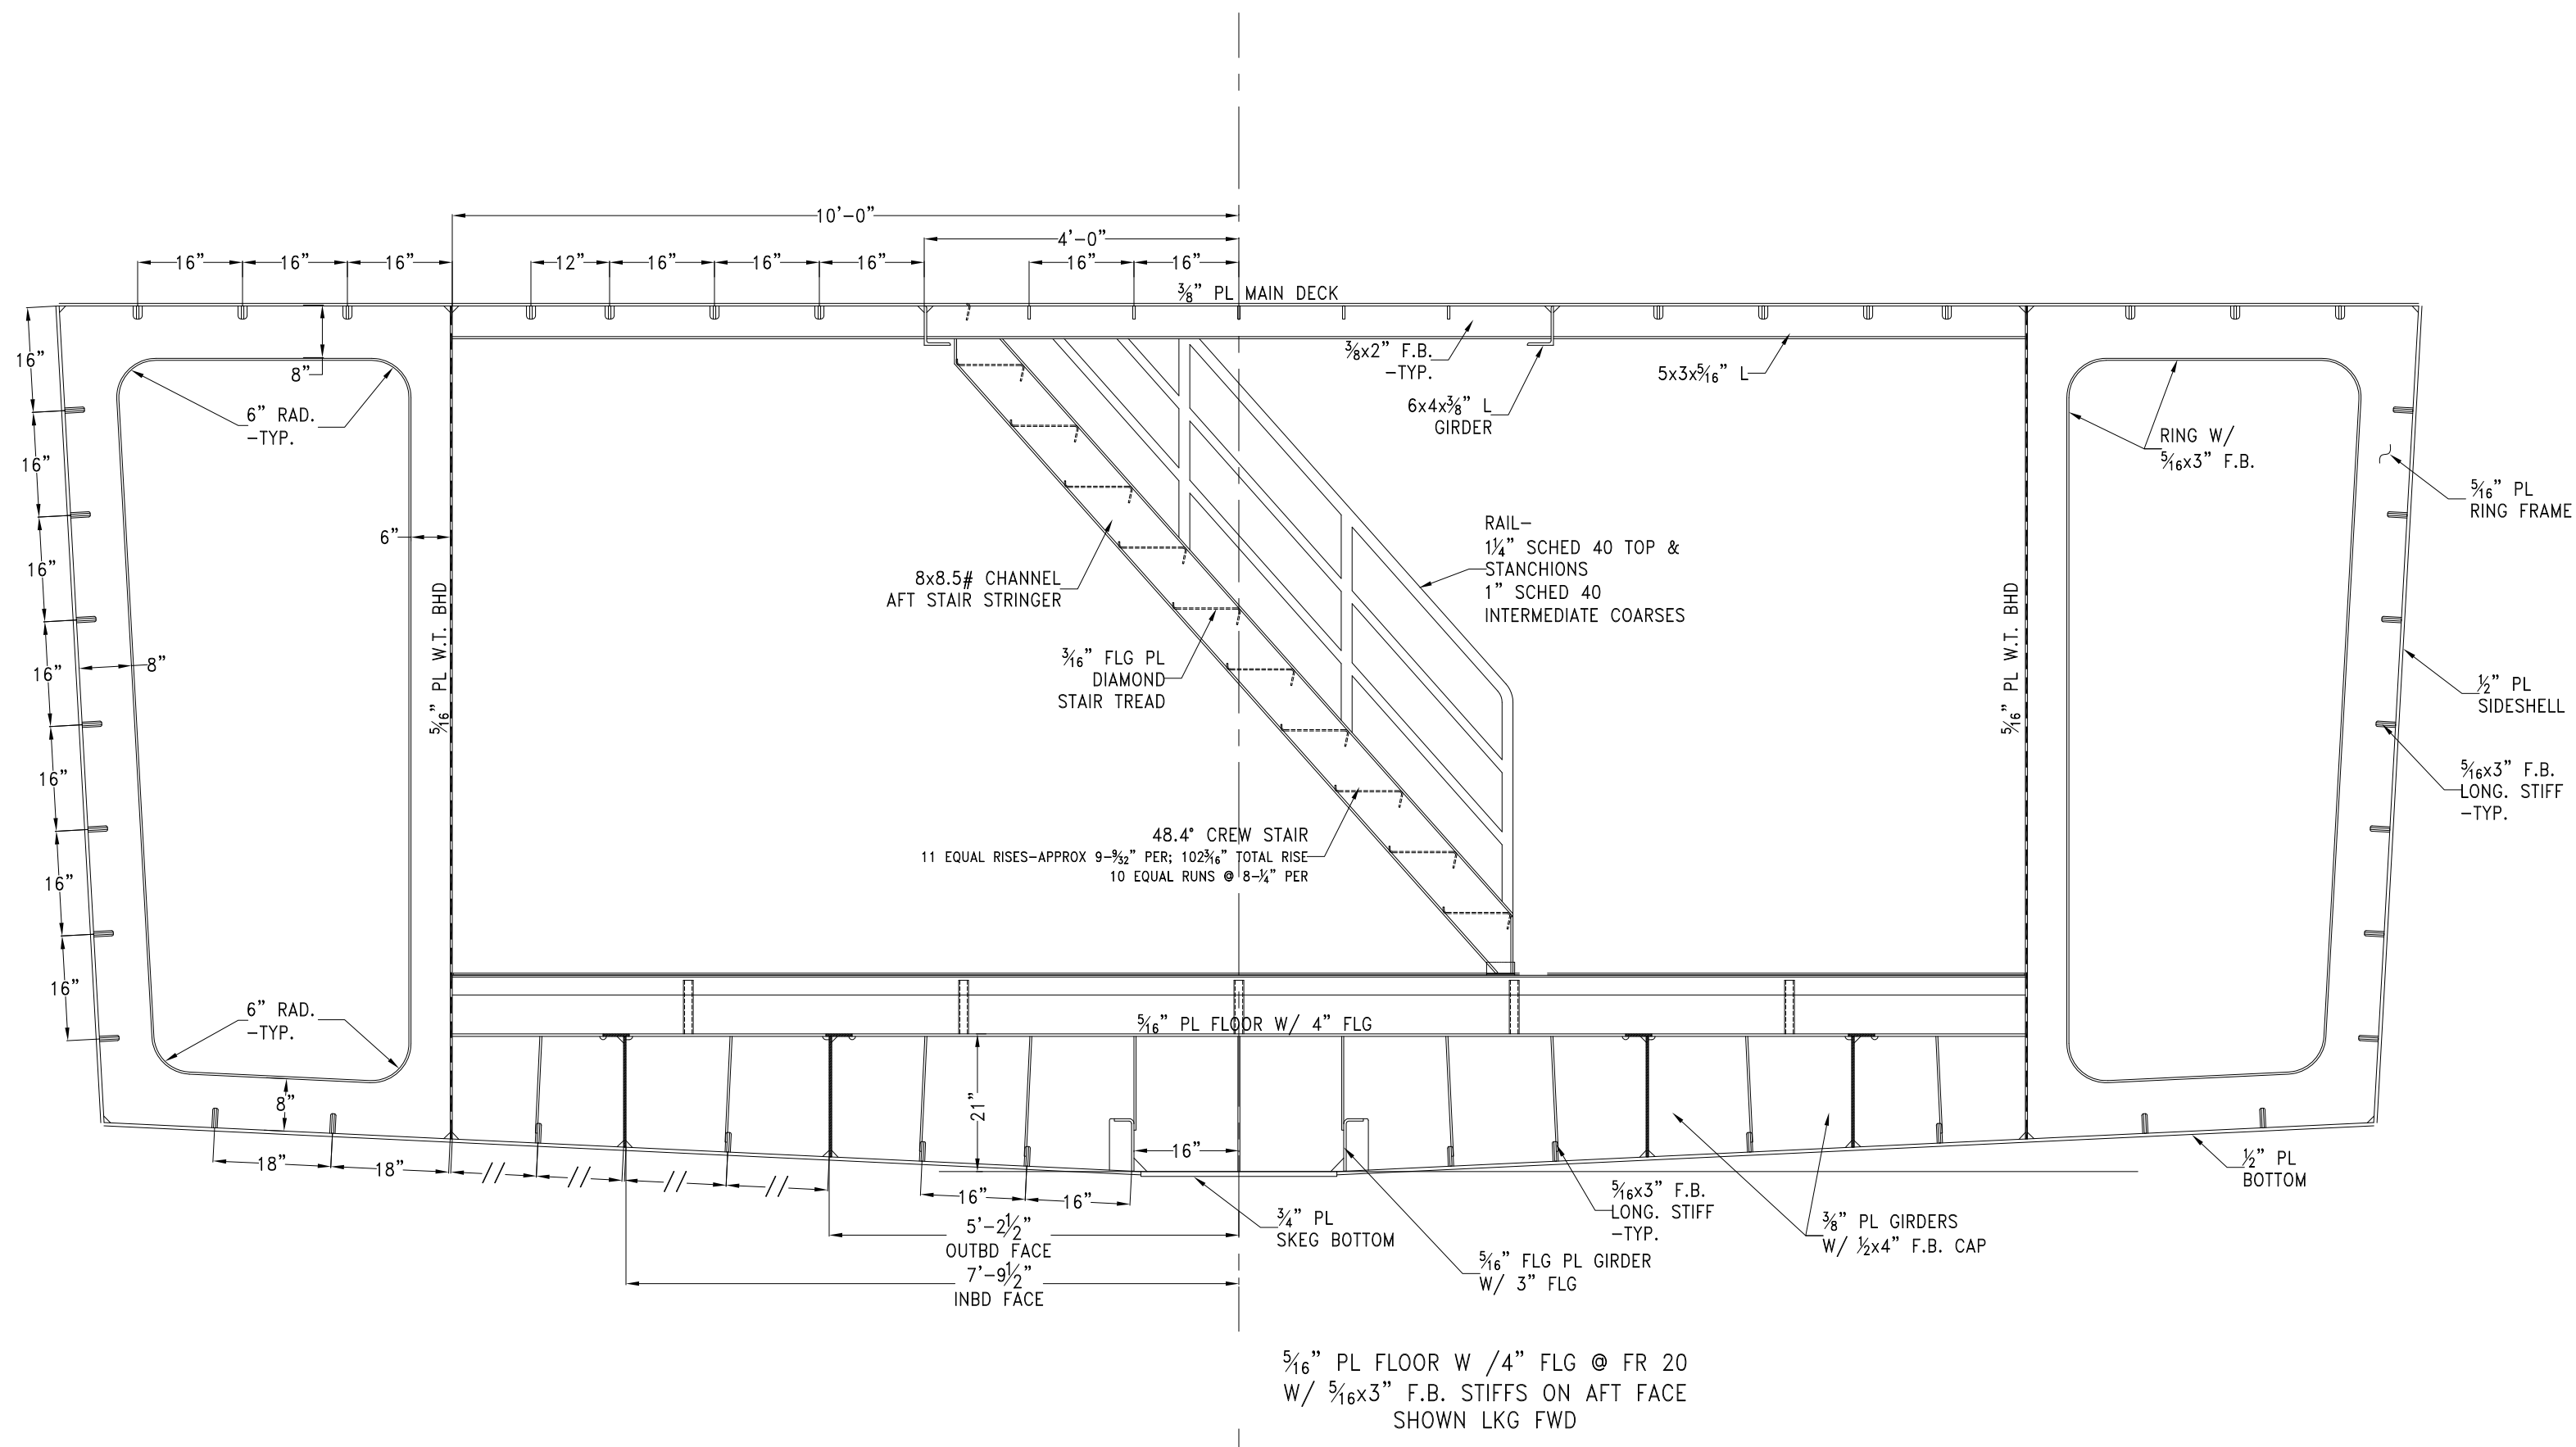 10'-0"
4'-0"
16" 16" 16" 12" 16" 16" 16" 16" 16"
⅜" PL MAIN DECK
16"
16"
16"
16"
16"
16"
16"
8"
6" RAD.
-TYP.
6"
8"
5⁄16" PL W.T. BHD
6" RAD.
-TYP.
8"
⅜x2" F.B.
-TYP.
6x4x⅜" L
GIRDER
5x3x5⁄16" L
RING W/
5⁄16x3" F.B.
5⁄16" PL
RING FRAME
RAIL-
1¼" SCHED 40 TOP &
STANCHIONS
1" SCHED 40
INTERMEDIATE COARSES
8x8.5# CHANNEL
AFT STAIR STRINGER
3⁄16" FLG PL
DIAMOND
STAIR TREAD
5⁄16" PL W.T. BHD
½" PL
SIDESHELL
5⁄16x3" F.B.
LONG. STIFF
-TYP.
48.4° CREW STAIR
11 EQUAL RISES-APPROX 9-9⁄32" PER; 1023⁄16" TOTAL RISE
10 EQUAL RUNS @ 8-¼" PER
5⁄16" PL FLOOR W/ 4" FLG
21"
16"
18" 18" // // // //
16" 16"
5'-2½"
OUTBD FACE
7'-9½"
INBD FACE
¾" PL
SKEG BOTTOM
5⁄16" FLG PL GIRDER
W/ 3" FLG
5⁄16x3" F.B.
LONG. STIFF
-TYP.
⅜" PL GIRDERS
W/ ½x4" F.B. CAP
½" PL
BOTTOM
5⁄16" PL FLOOR W /4" FLG @ FR 20
W/ 5⁄16x3" F.B. STIFFS ON AFT FACE
SHOWN LKG FWD